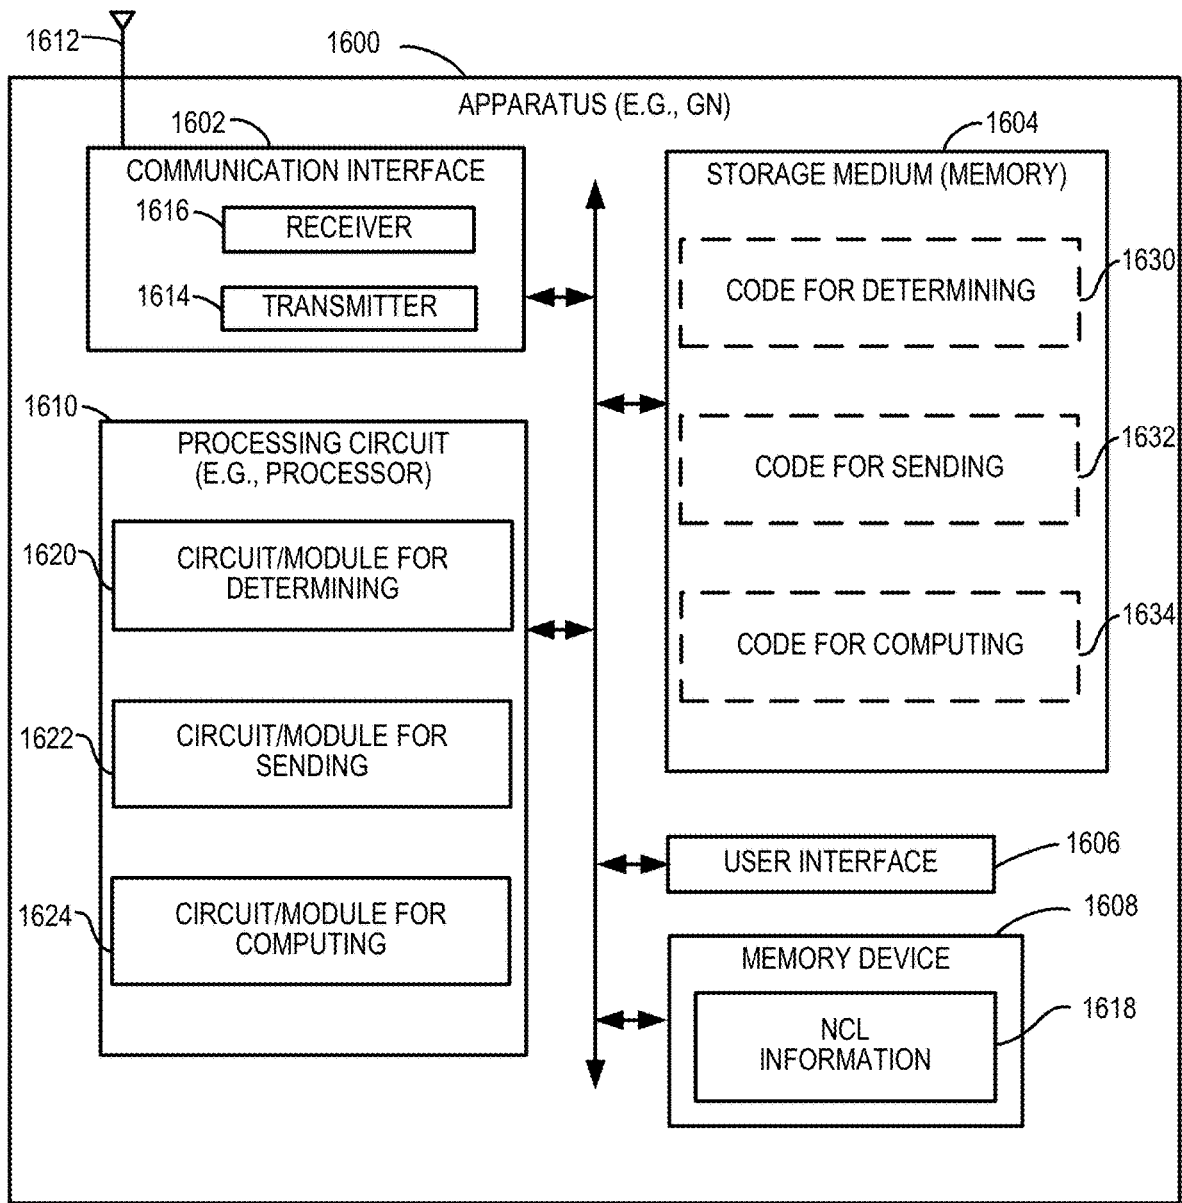 1612
1600
APPARATUS (E.G., GN)
1602
COMMUNICATION INTERFACE
1616
RECEIVER
1614
TRANSMITTER
1604
STORAGE MEDIUM (MEMORY)
CODE FOR DETERMINING
1630
CODE FOR SENDING
1632
CODE FOR COMPUTING
1634
1610
PROCESSING CIRCUIT
(E.G., PROCESSOR)
1620
CIRCUIT/MODULE FOR
DETERMINING
1622
CIRCUIT/MODULE FOR
SENDING
1624
CIRCUIT/MODULE FOR
COMPUTING
USER INTERFACE
1606
1608
MEMORY DEVICE
NCL
INFORMATION
1618